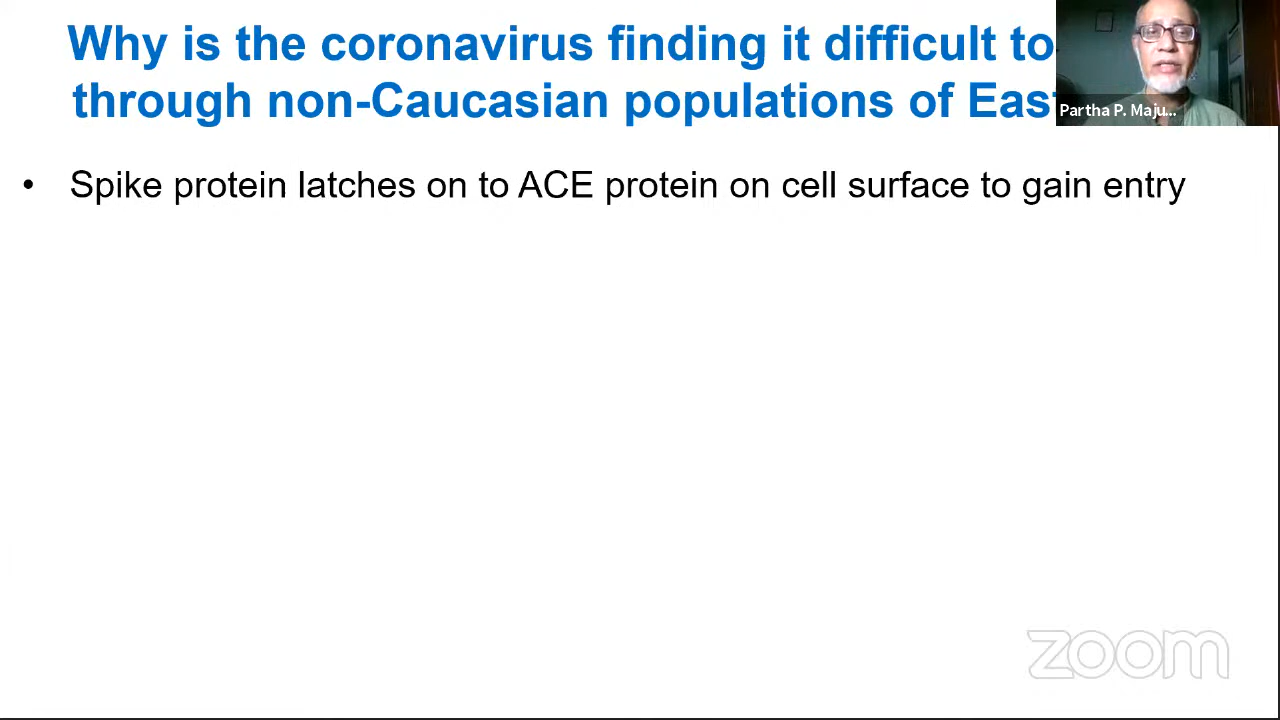 Why is the coronavirus finding it difficult to
through non-Caucasian populations of East
Partha P. Maju...
• Spike protein latches on to ACE protein on cell surface to gain entry
zoom